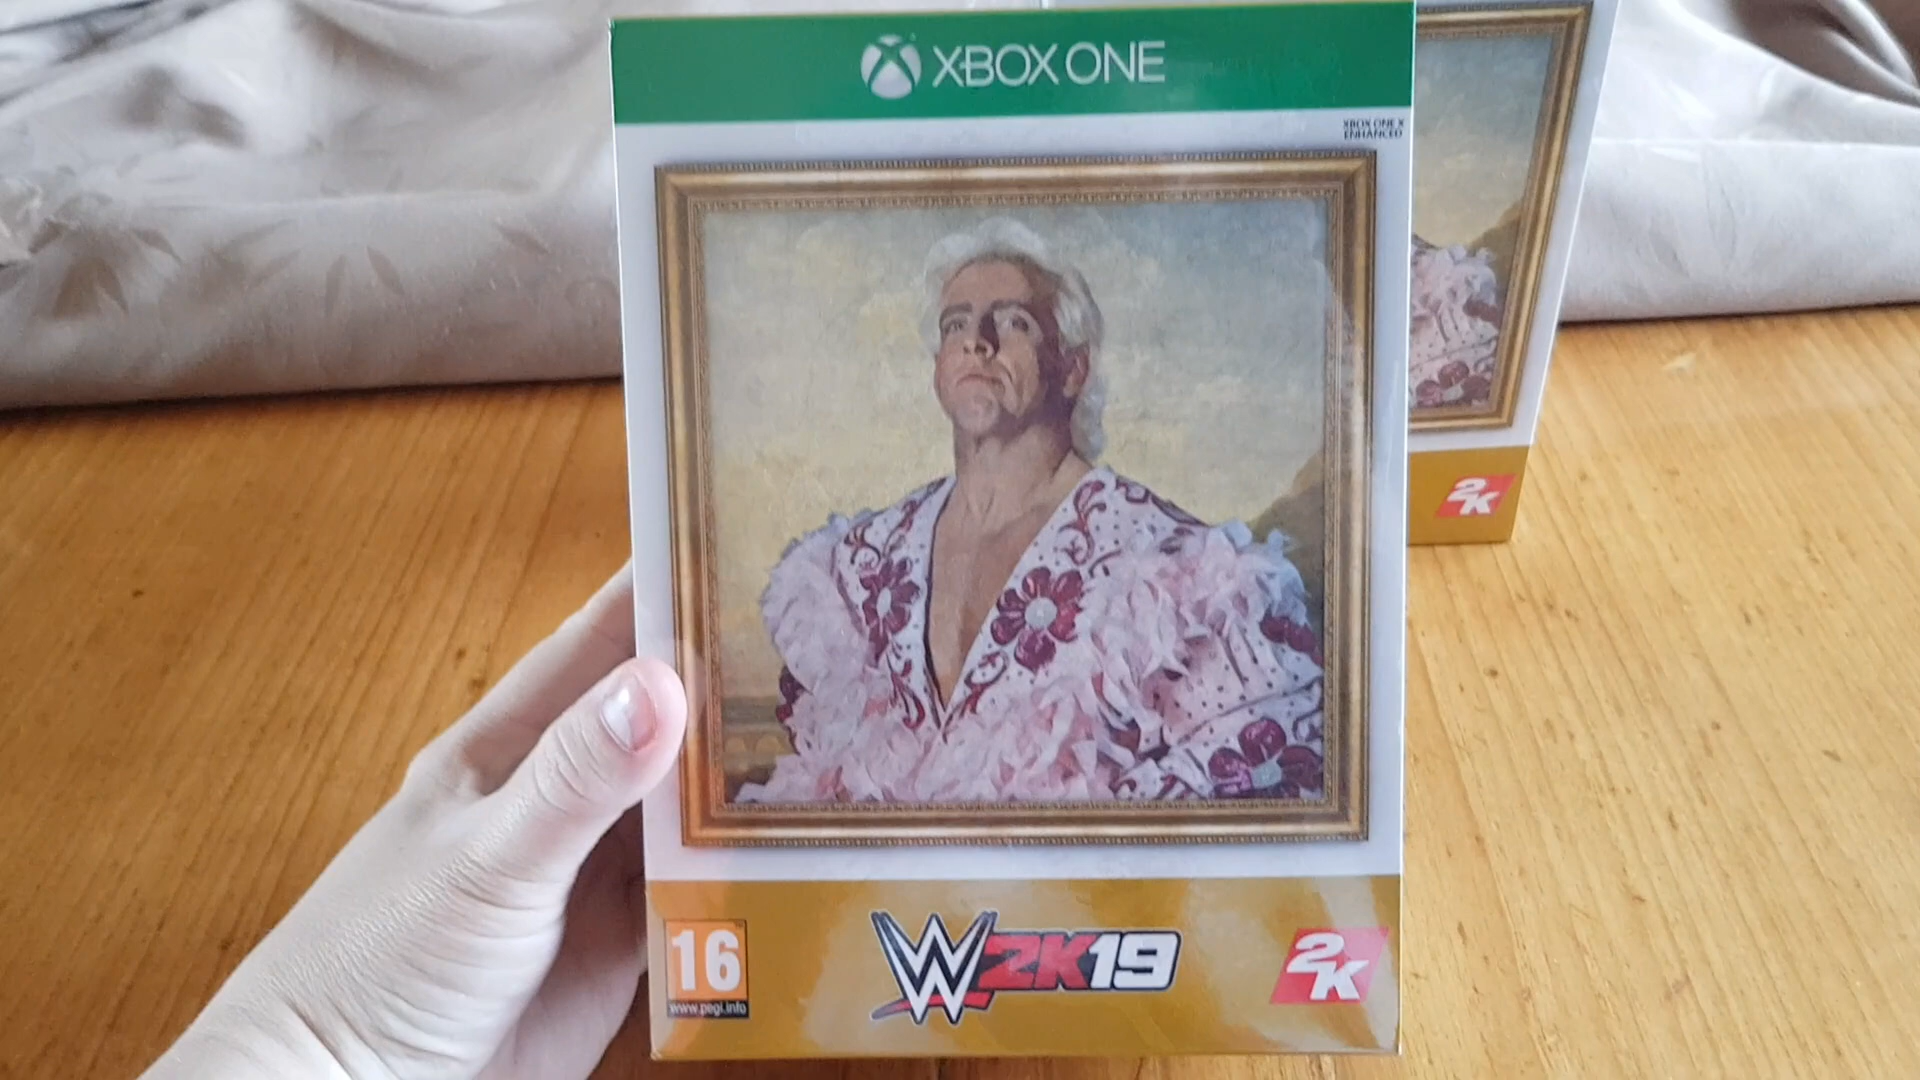 XBOX ONE
XBOX ONE X
ENHANCED
16
www.pegi.info
W2K19
2K
2K